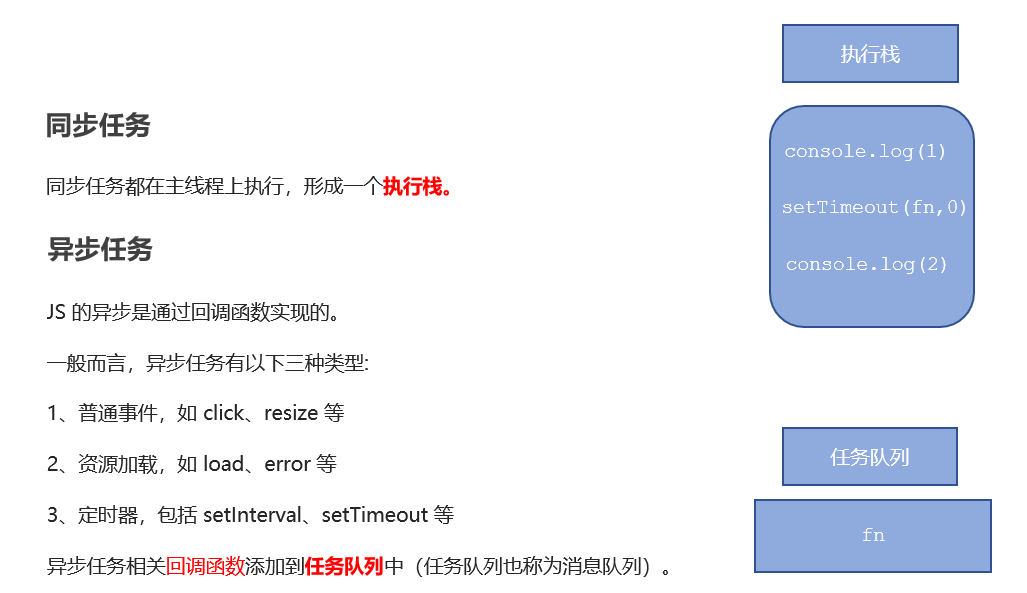 同步任务
同步任务都在主线程上执行，形成一个执行栈。
异步任务
JS 的异步是通过回调函数实现的。
一般而言，异步任务有以下三种类型:
1、普通事件，如 click、resize 等
2、资源加载，如 load、error 等
3、定时器，包括 setInterval、setTimeout 等
异步任务相关回调函数添加到任务队列中（任务队列也称为消息队列）。
执行栈
console.log(1)
setTimeout(fn,0)
console.log(2)
任务队列
fn